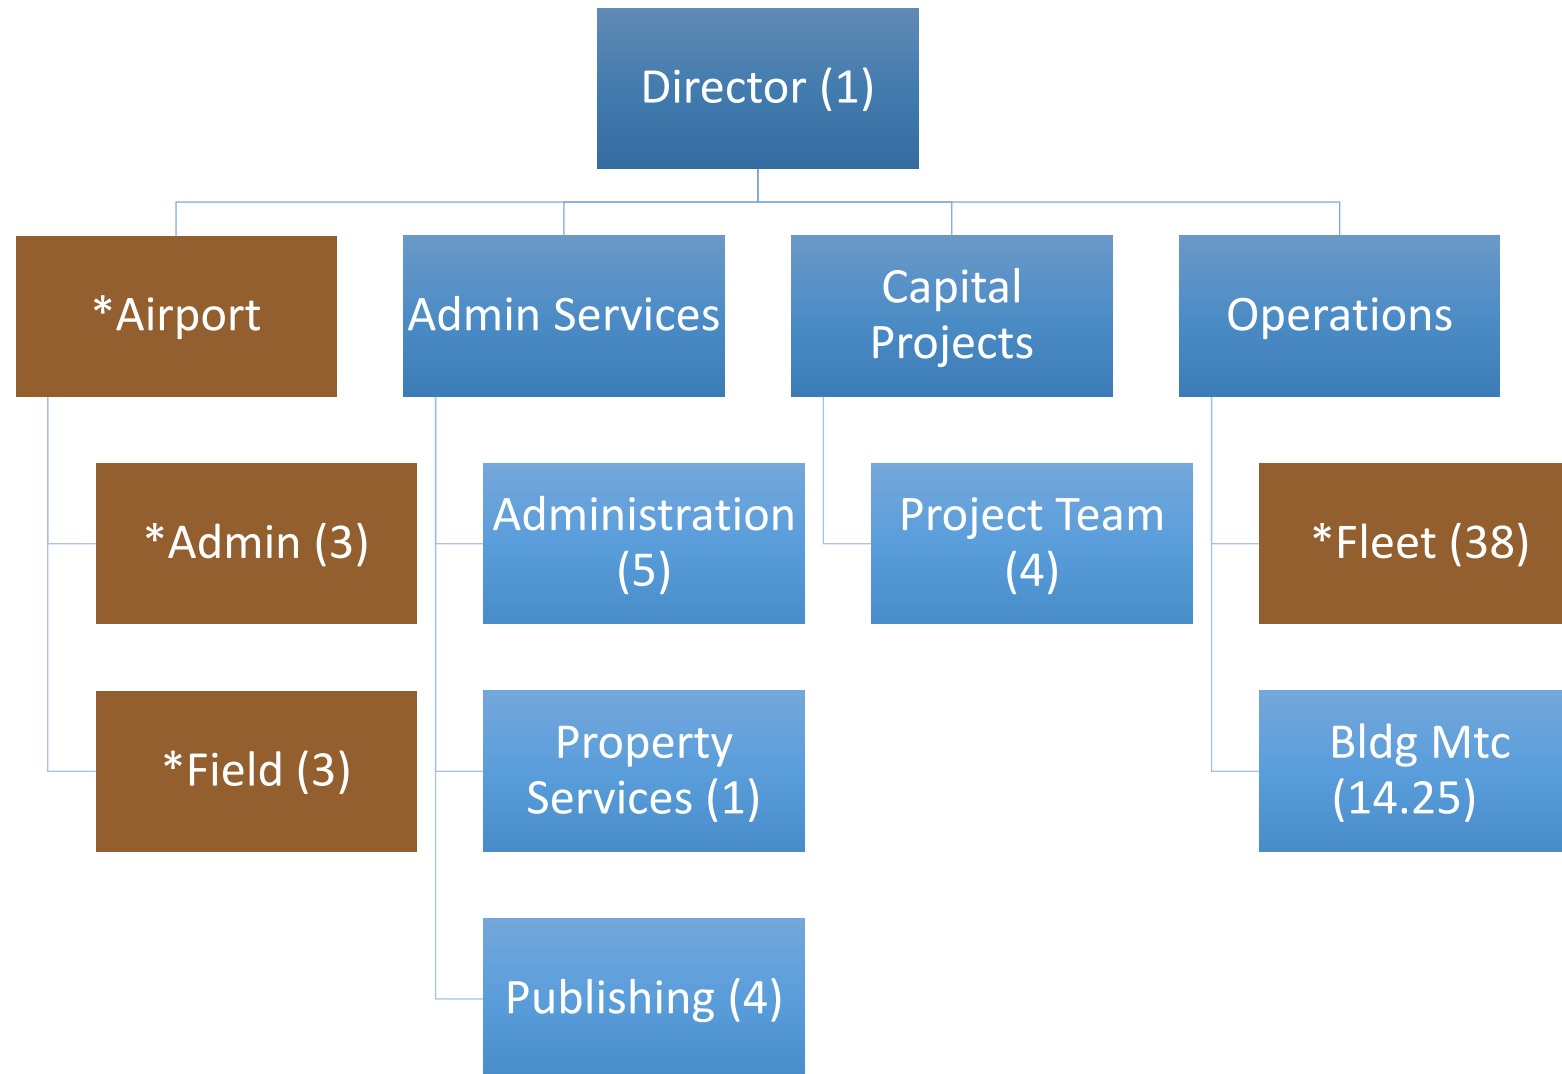 Director (1)
*Airport
Admin Services
Capital
Projects
Operations
*Admin (3)
Administration
(5)
Project Team
(4)
*Fleet (38)
*Field (3)
Property
Services (1)
Bldg Mtc
(14.25)
Publishing (4)